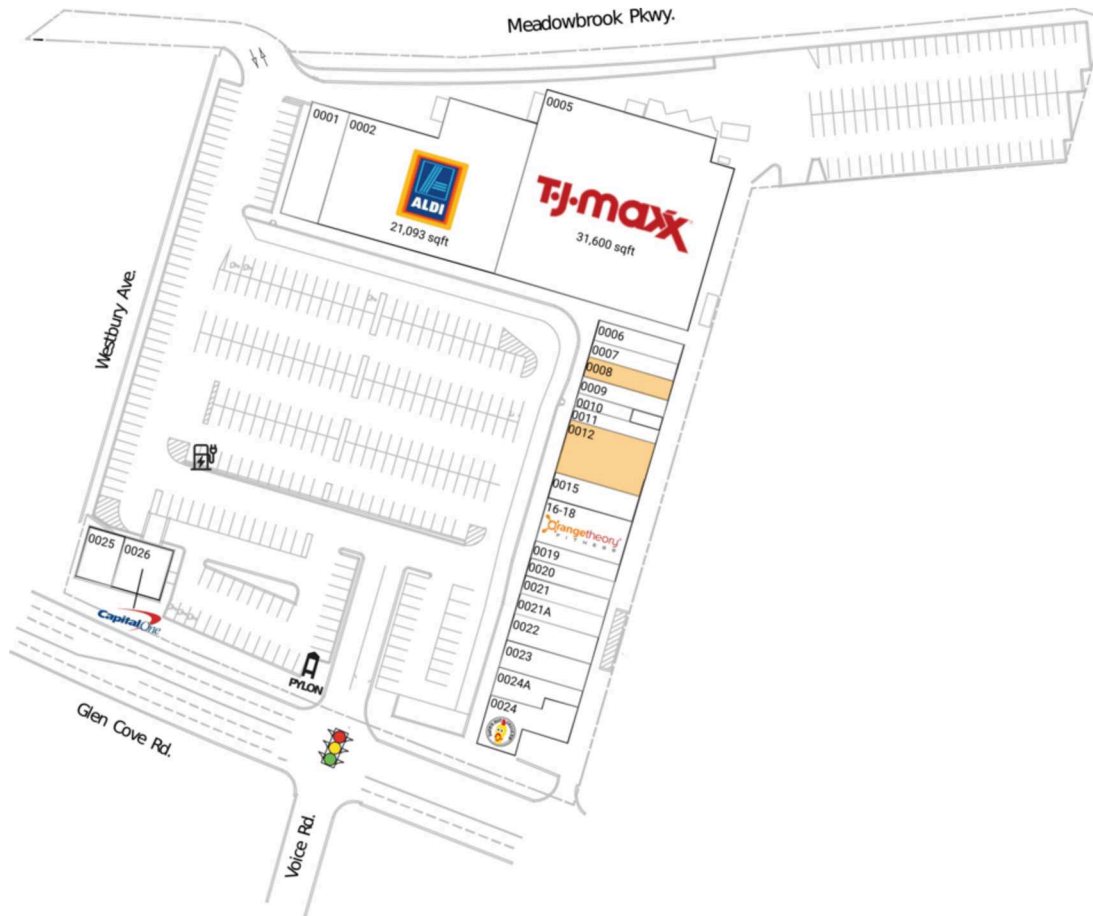 Meadowbrook Pkwy.
0001
0002
ALDI
21,093 sqft
0005
T.J.maxx
31,600 sqft
Westbury Ave.
0006
0007
0008
0009
0010
0011
0012
0015
16-18
Orangetheory
FITNESS
0019
0020
0021
0021A
0022
0023
0024A
0024
0025
0026
CapitalOne
PYLON
Glen Cove Rd.
Voice Rd.